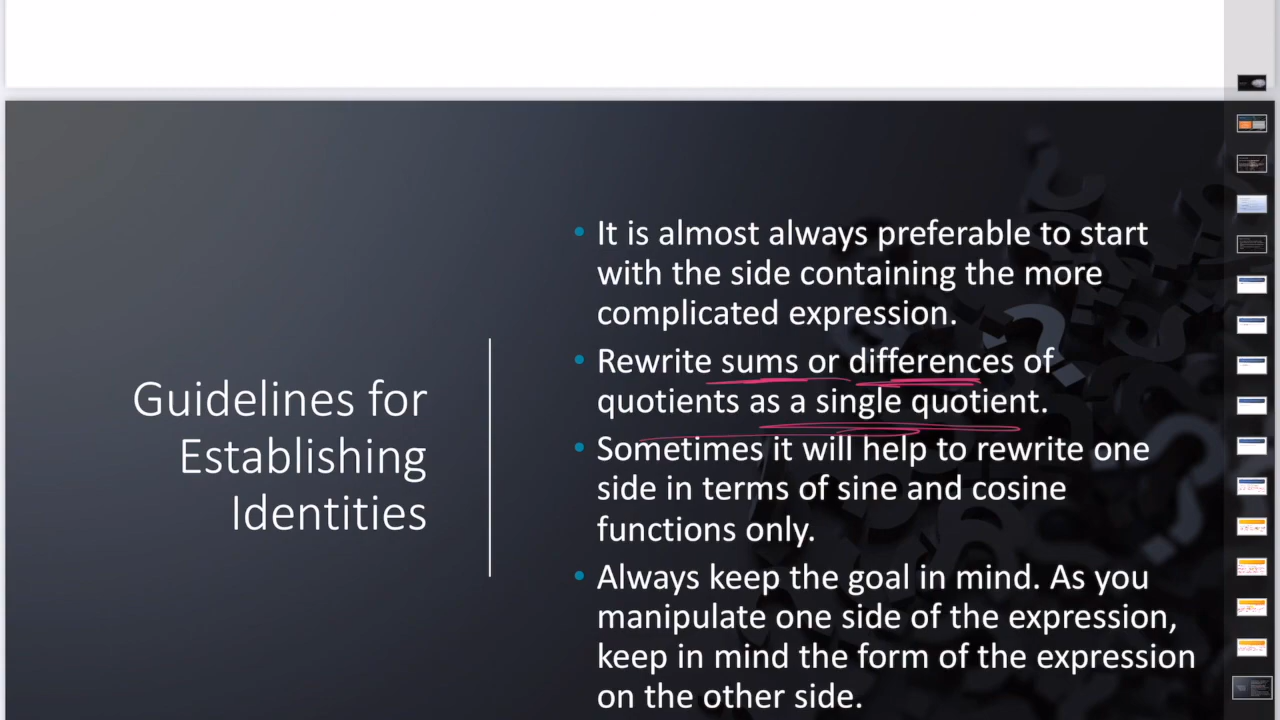 Guidelines for
Establishing
Identities
• It is almost always preferable to start
with the side containing the more
complicated expression.
• Rewrite sums or differences of
quotients as a single quotient.
• Sometimes it will help to rewrite one
side in terms of sine and cosine
functions only.
• Always keep the goal in mind. As you
manipulate one side of the expression,
keep in mind the form of the expression
on the other side.